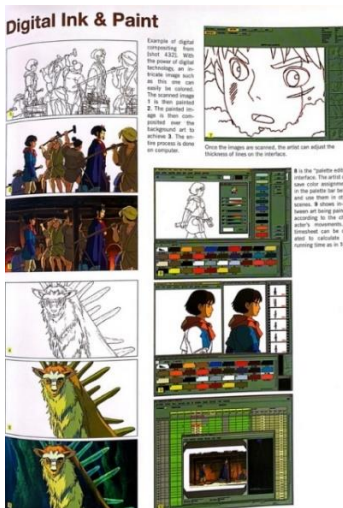 Digital Ink & Paint
Example of digital
compositing from
[shot 432]. With
the power of digital
technology, an in-
tricate image such
as this one can
easily be colored.
The scanned image
1 is then painted
2. The painted im-
age is then com-
posited over the
background art to
achieve 3. The en-
tire process is done
on computer.
Once the images are scanned, the artist can adjust the
thickness of lines on the interface.
8 is the "palette edit
interface. The artist
save color assignme
in the palette bar be
and use them in ot
scenes. 9 shows in-
tween art being pain
according to the ch
acter's movements.
timesheet can be
ated to calculate
running time as in 1